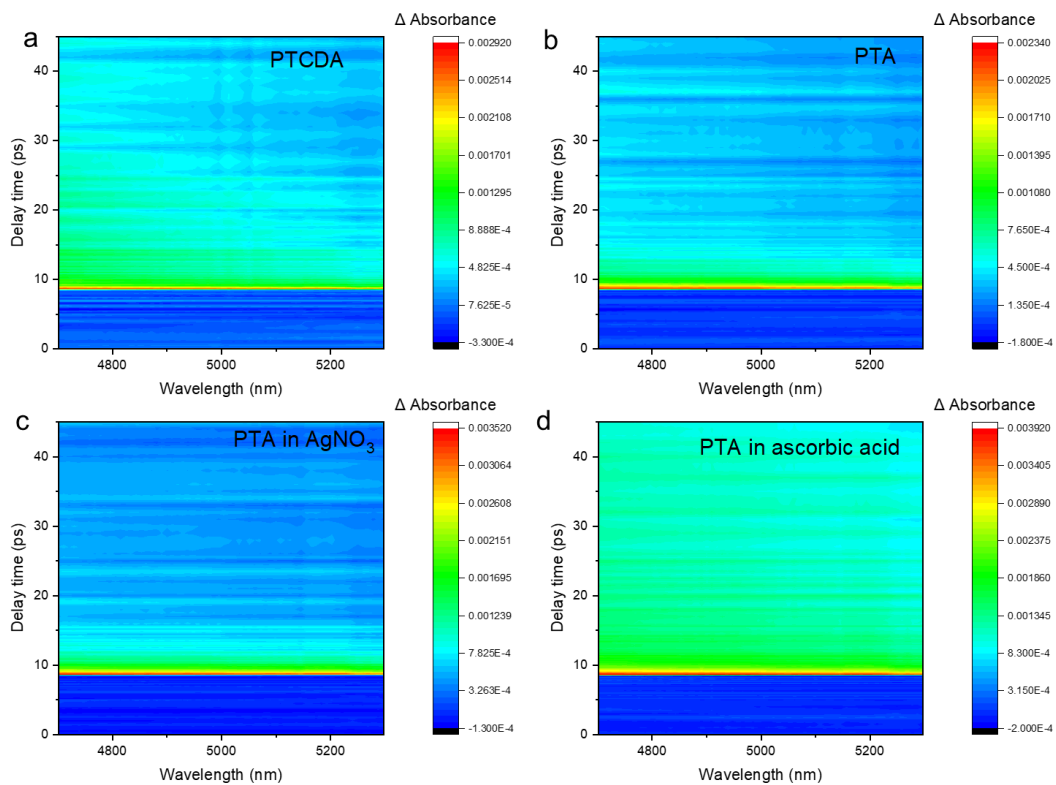 a
PTCDA
Δ Absorbance
0.002920
0.002514
0.002108
0.001701
0.001295
8.888E-4
4.825E-4
7.625E-5
-3.300E-4
40
30
20
10
0
Delay time (ps)
4800 5000 5200
Wavelength (nm)
b
PTA
Δ Absorbance
0.002340
0.002025
0.001710
0.001395
0.001080
7.650E-4
4.500E-4
1.350E-4
-1.800E-4
40
30
20
10
0
Delay time (ps)
4800 5000 5200
Wavelength (nm)
c
PTA in AgNO₃
Δ Absorbance
0.003520
0.003064
0.002608
0.002151
0.001695
0.001239
7.825E-4
3.263E-4
-1.300E-4
40
30
20
10
0
Delay time (ps)
4800 5000 5200
Wavelength (nm)
d
PTA in ascorbic acid
Δ Absorbance
0.003920
0.003405
0.002890
0.002375
0.001860
0.001345
8.300E-4
3.150E-4
-2.000E-4
40
30
20
10
0
Delay time (ps)
4800 5000 5200
Wavelength (nm)